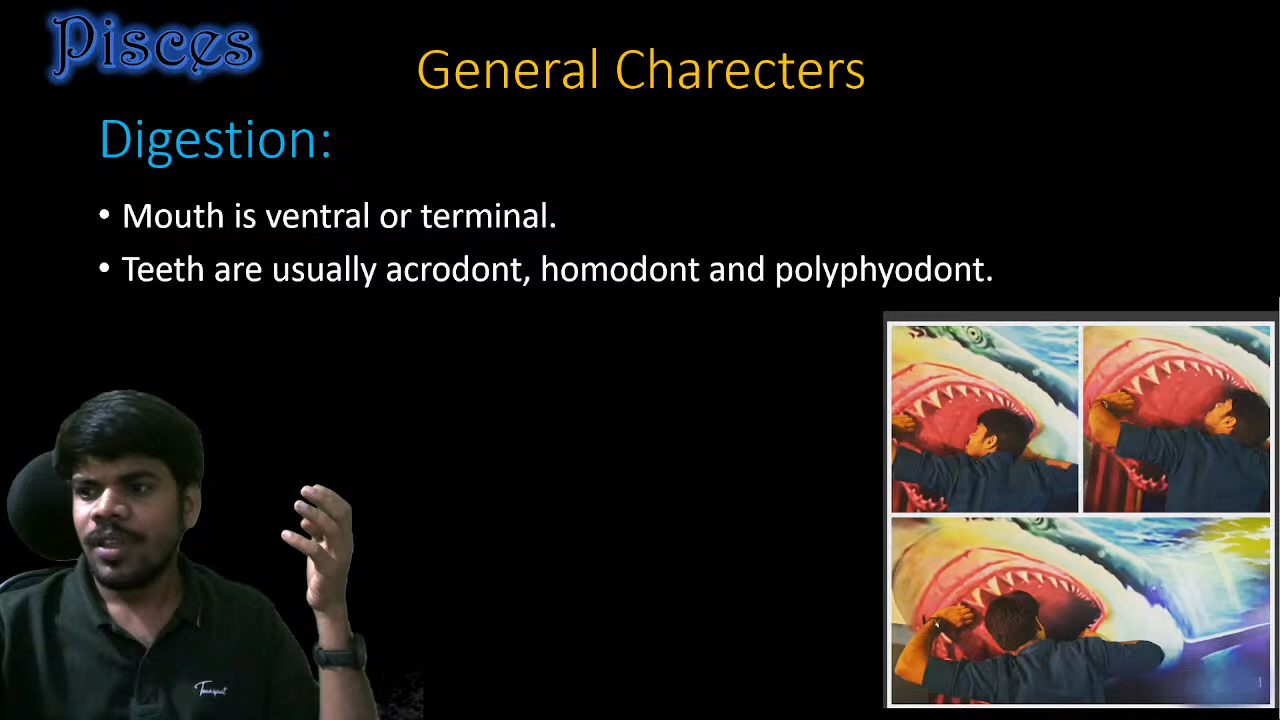 Pisces
General Charecters
Digestion:
• Mouth is ventral or terminal.
• Teeth are usually acrodont, homodont and polyphyodont.